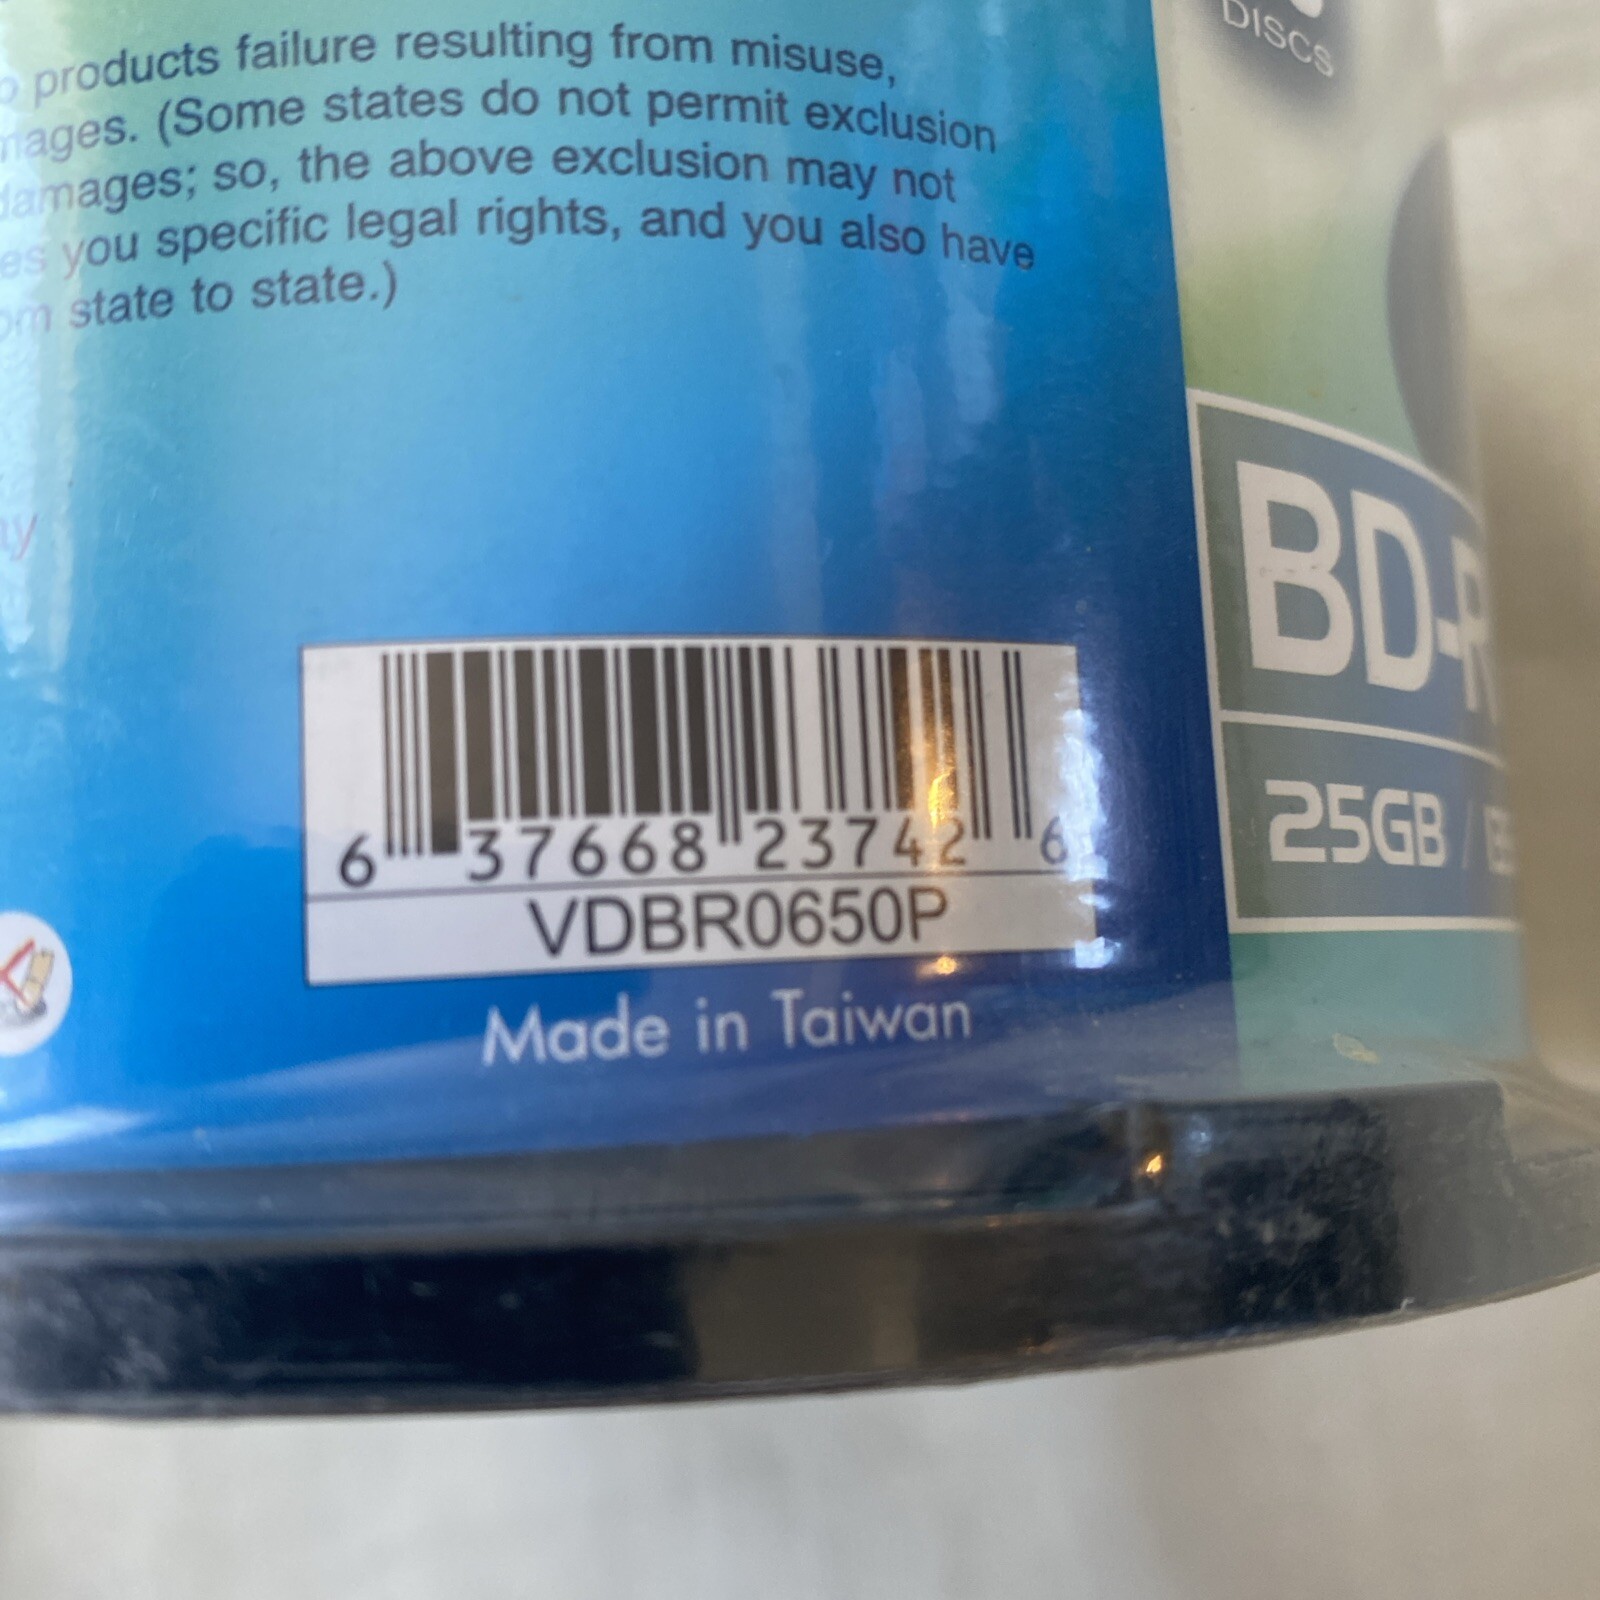 products failure resulting from misuse,
(Some states do not permit exclusion
damages; so, the above exclusion may not
you specific legal rights, and you also have
state to state.)
DISCS
BD-R
25GB /
6 37668 23742 6
VDBR0650P
Made in Taiwan